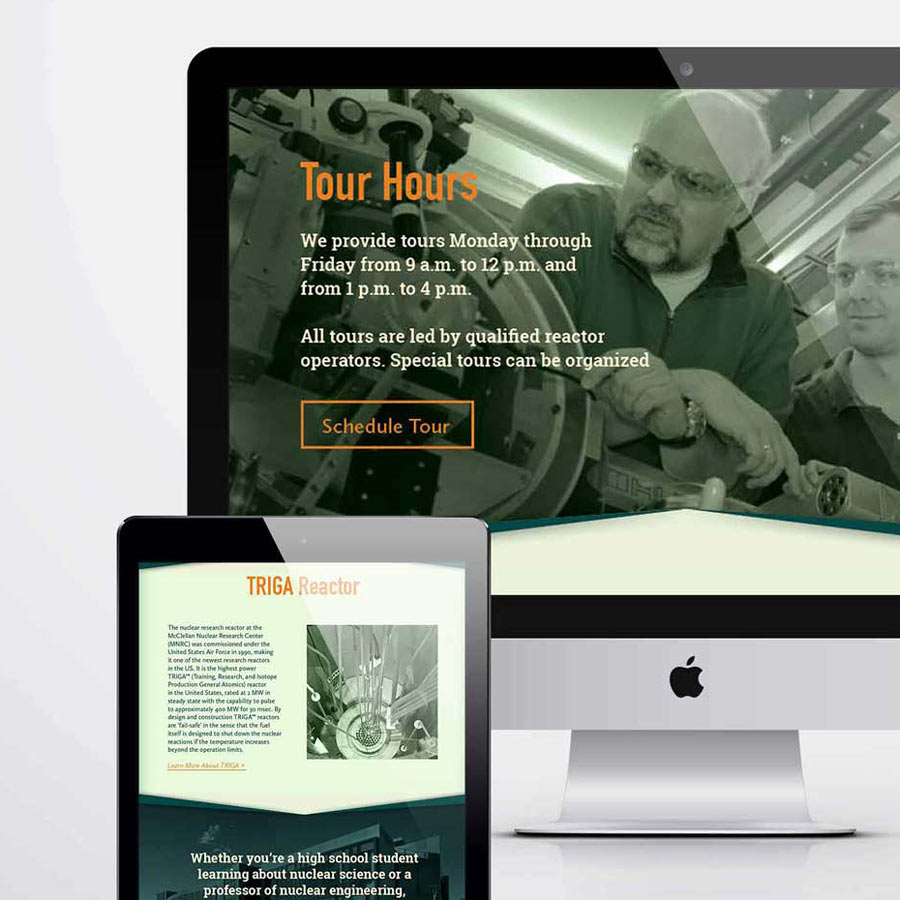 Tour Hours
We provide tours Monday through
Friday from 9 a.m. to 12 p.m. and
from 1 p.m. to 4 p.m.
All tours are led by qualified reactor
operators. Special tours can be organized
Schedule Tour
TRIGA Reactor
The nuclear research reactor at the
McClellan Nuclear Research Center
(MNRC) was commissioned under the
United States Air Force in 1990, making
it one of the newest research reactors
in the US. It is the highest power
TRIGA™ (Training, Research, and Isotope
Production General Atomics) reactor
in the United States, rated at 2 MW in
steady state with the capability to pulse
to approximately 400 MW for 30 msec. By
design and construction TRIGA™ reactors
are 'fail-safe' in the sense that the fuel
itself is designed to shut down the nuclear
reactions if the temperature increases
beyond the operation limits.
Learn More About TRIGA >
Whether you're a high school student
learning about nuclear science or a
professor of nuclear engineering,